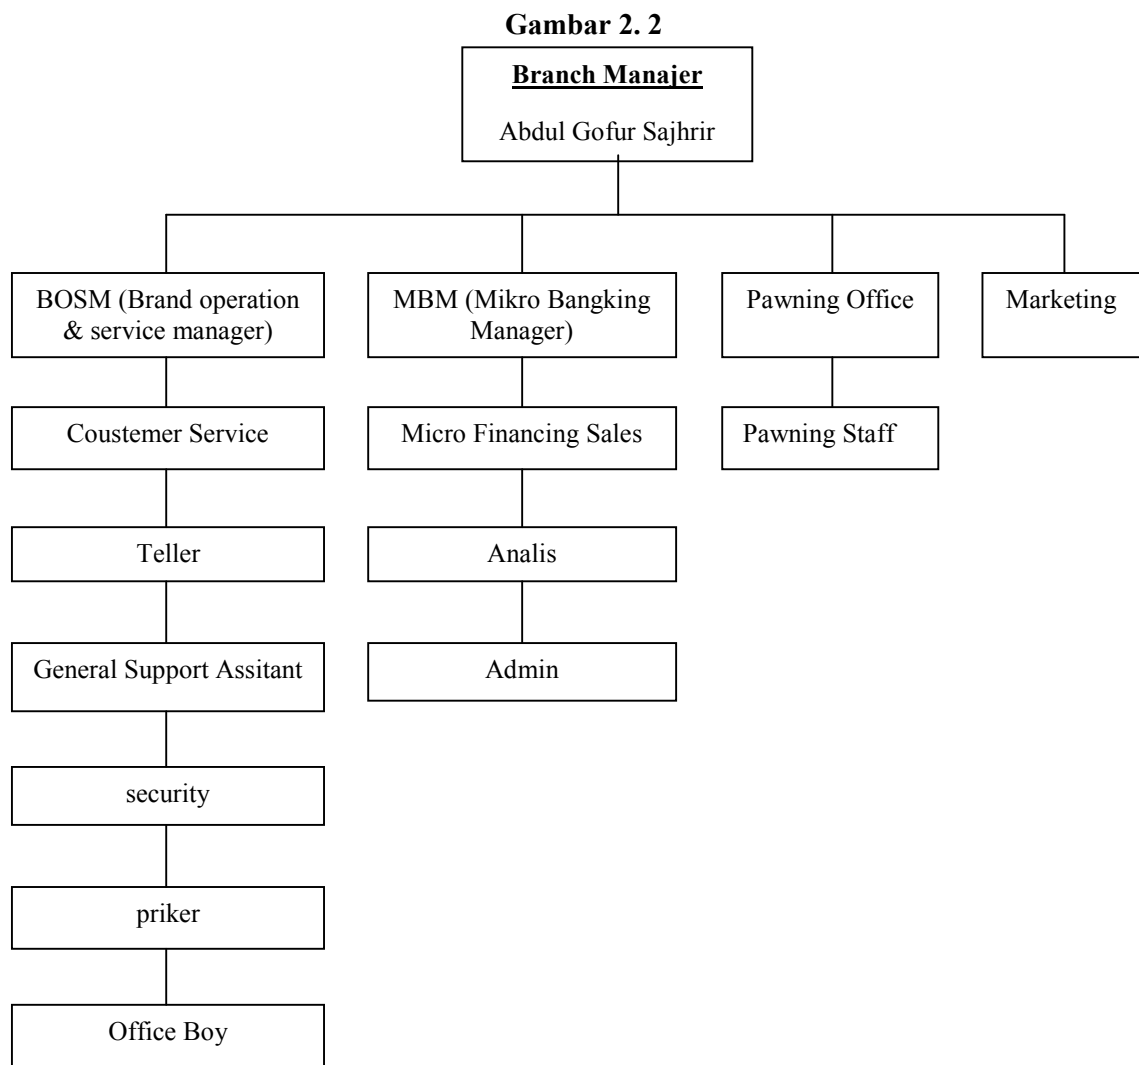 Gambar 2. 2
Branch Manajer
Abdul Gofur Sajhrir
BOSM (Brand operation
& service manager)
MBM (Mikro Bangking
Manager)
Pawning Office
Marketing
Coustemer Service
Micro Financing Sales
Pawning Staff
Teller
Analis
General Support Assitant
Admin
security
priker
Office Boy